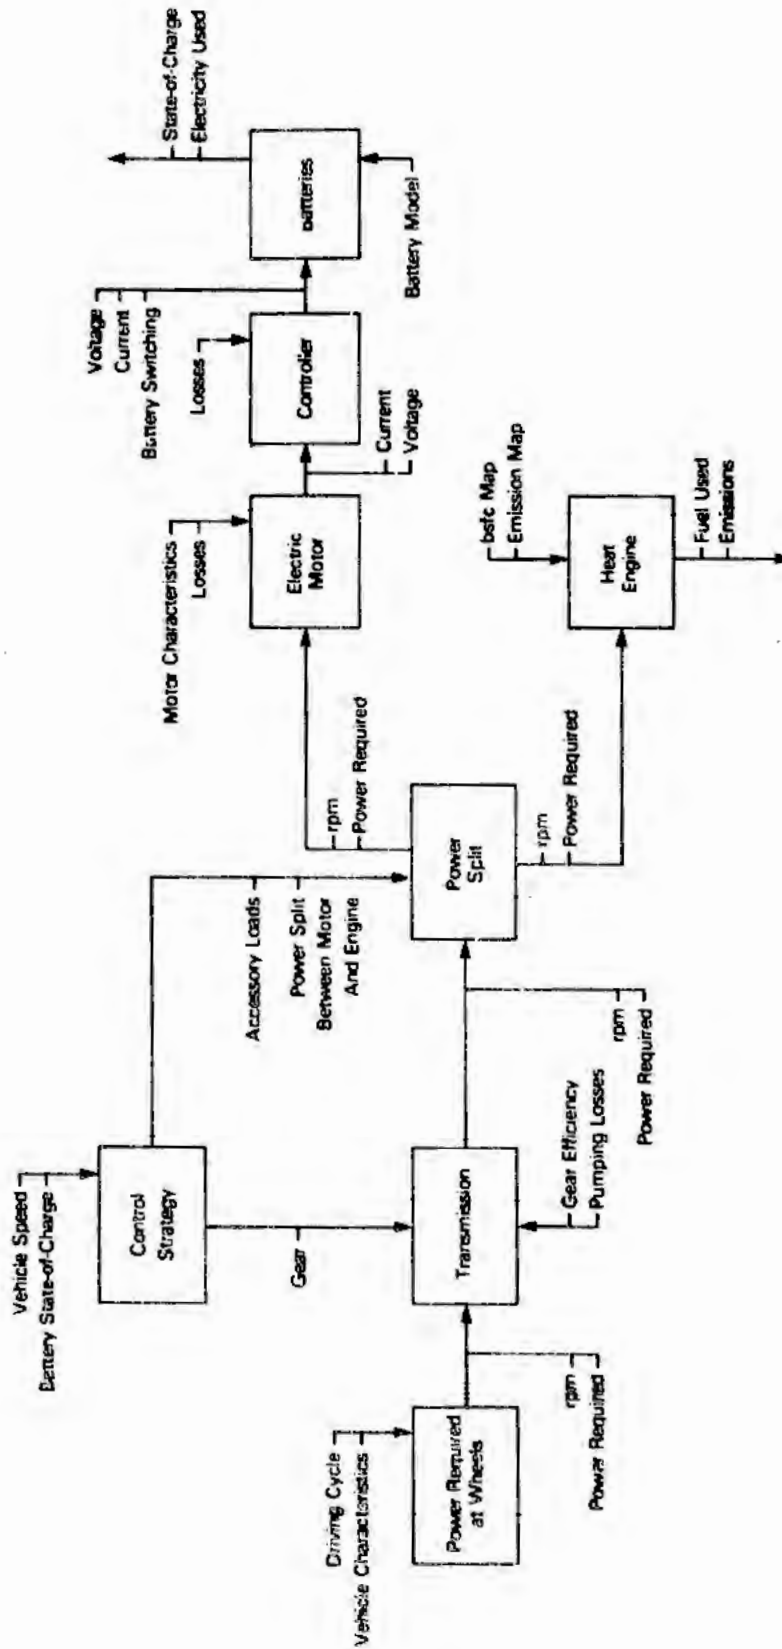 Vehicle Speed
Battery State-of-Charge
Control
Strategy
Gear
Accessory Loads
Power Split
Between Motor
And Engine
Driving Cycle
Vehicle Characteristics
Power Required
at Wheels
rpm
Power Required
Transmission
Gear Efficiency
Pumping Losses
rpm
Power Required
Power
Split
rpm
Power Required
rpm
Power Required
Motor Characteristics
Losses
Electric
Motor
Current
Voltage
Losses
Controller
Voltage
Current
Battery Switching
Batteries
Battery Model
State-of-Charge
Electricity Used
bsfc Map
Emission Map
Heat
Engine
Fuel Used
Emissions